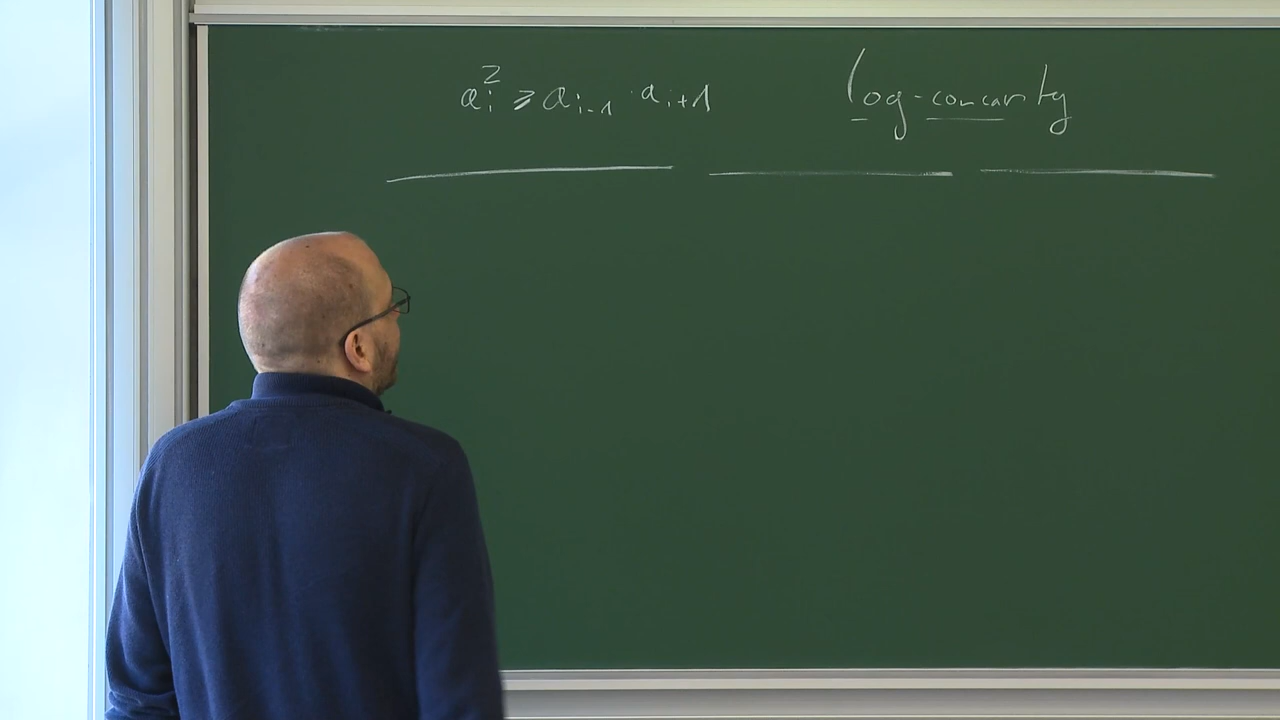 a_i^2 ⩾ a_{i-1} · a_{i+1}
log-concavity